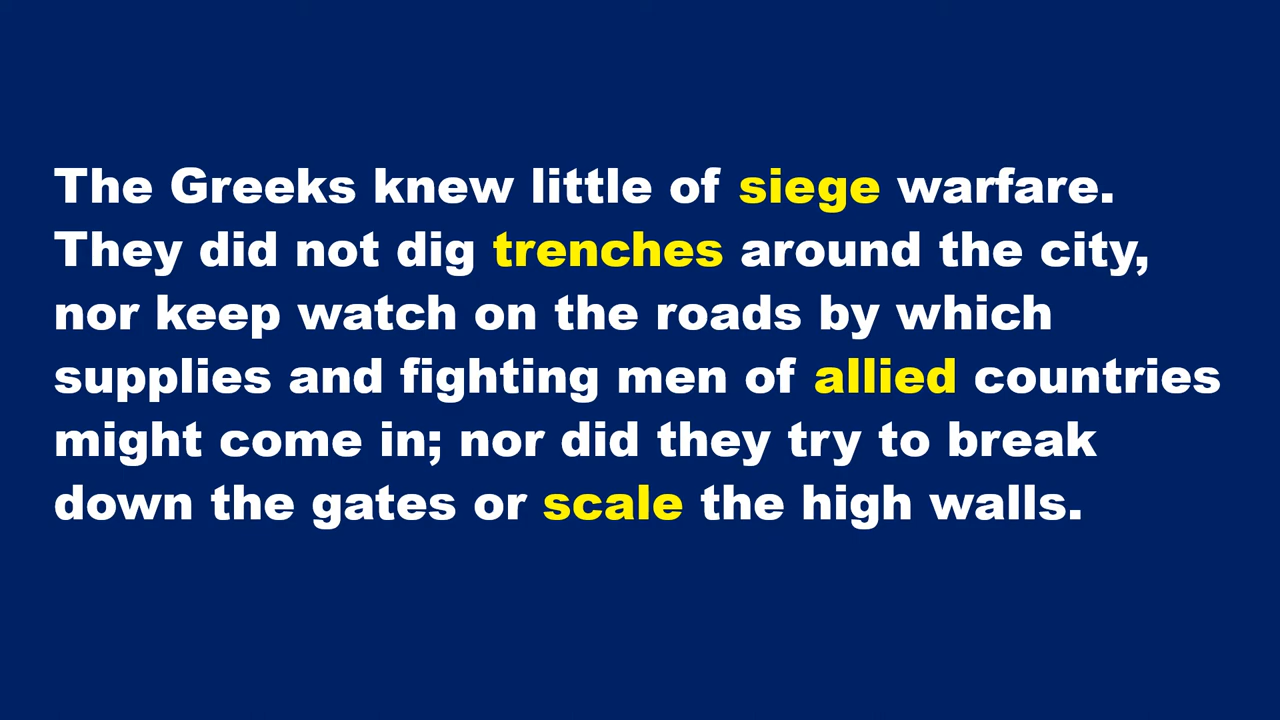 The Greeks knew little of siege warfare.
They did not dig trenches around the city,
nor keep watch on the roads by which
supplies and fighting men of allied countries
might come in; nor did they try to break
down the gates or scale the high walls.